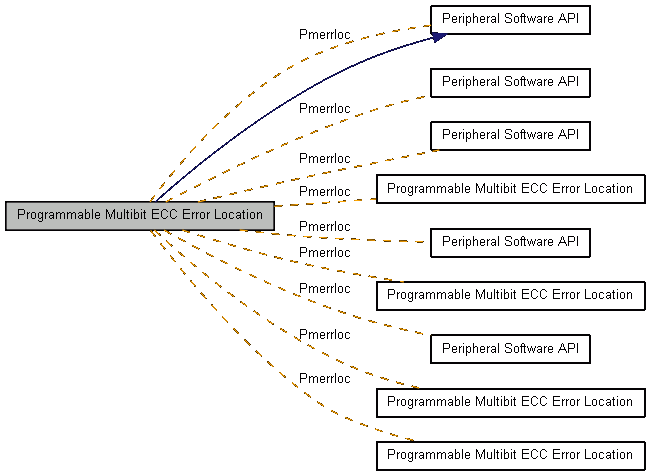 Peripheral Software API
Pmerrloc
Peripheral Software API
Pmerrloc
Peripheral Software API
Pmerrloc
Programmable Multibit ECC Error Location
Pmerrloc
Programmable Multibit ECC Error Location
Pmerrloc
Peripheral Software API
Pmerrloc
Programmable Multibit ECC Error Location
Pmerrloc
Peripheral Software API
Pmerrloc
Programmable Multibit ECC Error Location
Pmerrloc
Programmable Multibit ECC Error Location